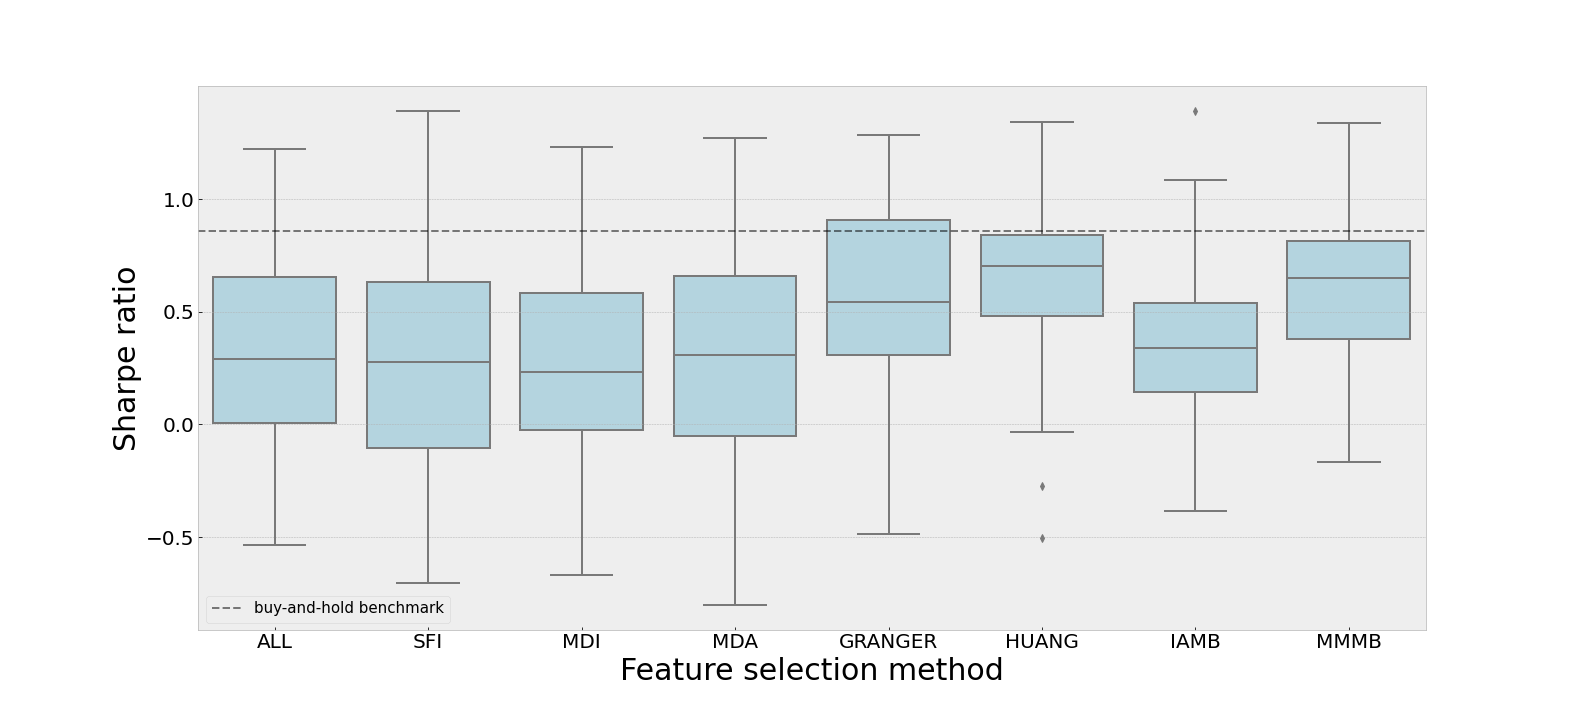 1.0
0.5
0.0
−0.5
Sharpe ratio
buy-and-hold benchmark
ALL SFI MDI MDA GRANGER HUANG IAMB MMMB
Feature selection method